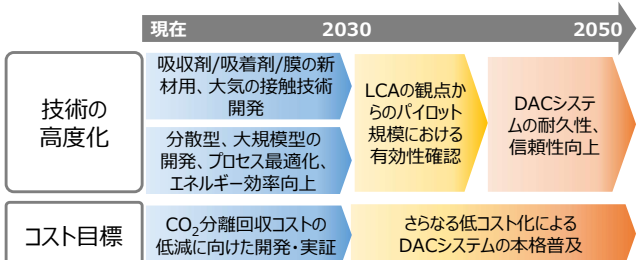 現在 2030 2050
技術の
高度化
吸収剤/吸着剤/膜の新
材用、大気の接触技術
開発
分散型、大規模型の
開発、プロセス最適化、
エネルギー効率向上
LCAの観点か
らのパイロット
規模における
有効性確認
DACシステ
ムの耐久性、
信頼性向上
コスト目標
CO₂分離回収コストの
低減に向けた開発・実証
さらなる低コスト化による
DACシステムの本格普及